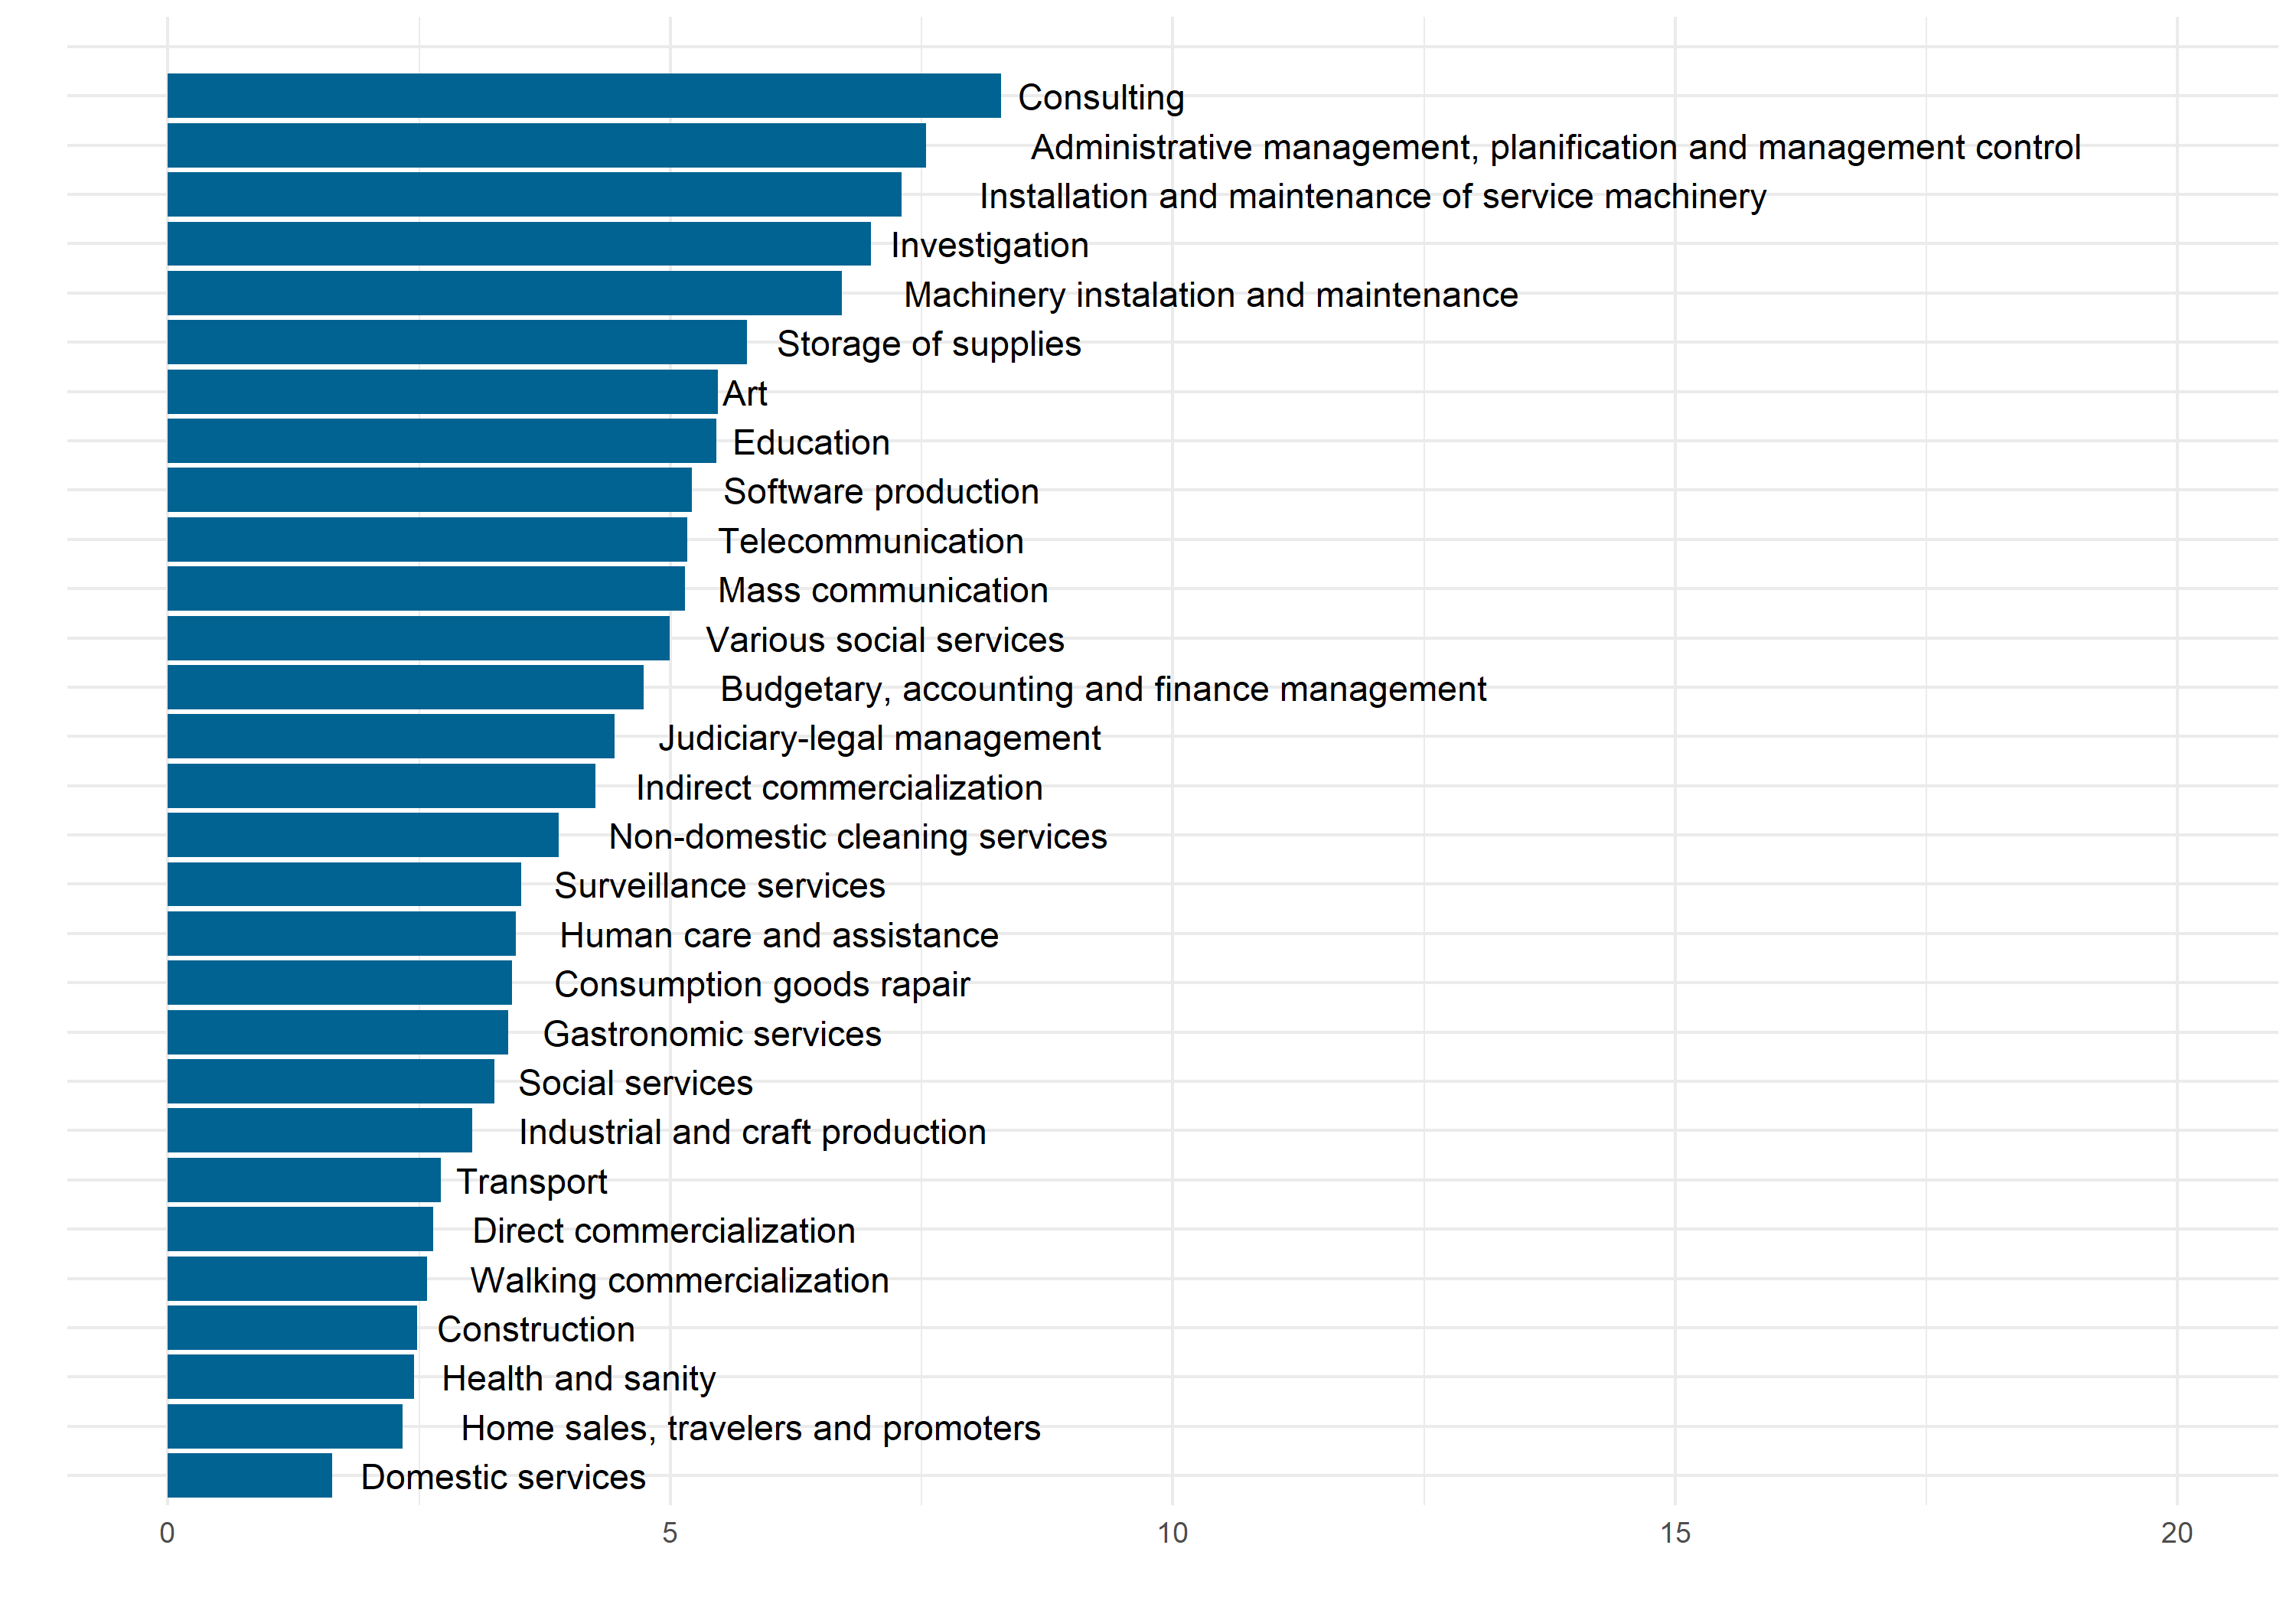 Consulting
Administrative management, planification and management control
Installation and maintenance of service machinery
Investigation
Machinery instalation and maintenance
Storage of supplies
Art
Education
Software production
Telecommunication
Mass communication
Various social services
Budgetary, accounting and finance management
Judiciary-legal management
Indirect commercialization
Non-domestic cleaning services
Surveillance services
Human care and assistance
Consumption goods rapair
Gastronomic services
Social services
Industrial and craft production
Transport
Direct commercialization
Walking commercialization
Construction
Health and sanity
Home sales, travelers and promoters
Domestic services
0 5 10 15 20